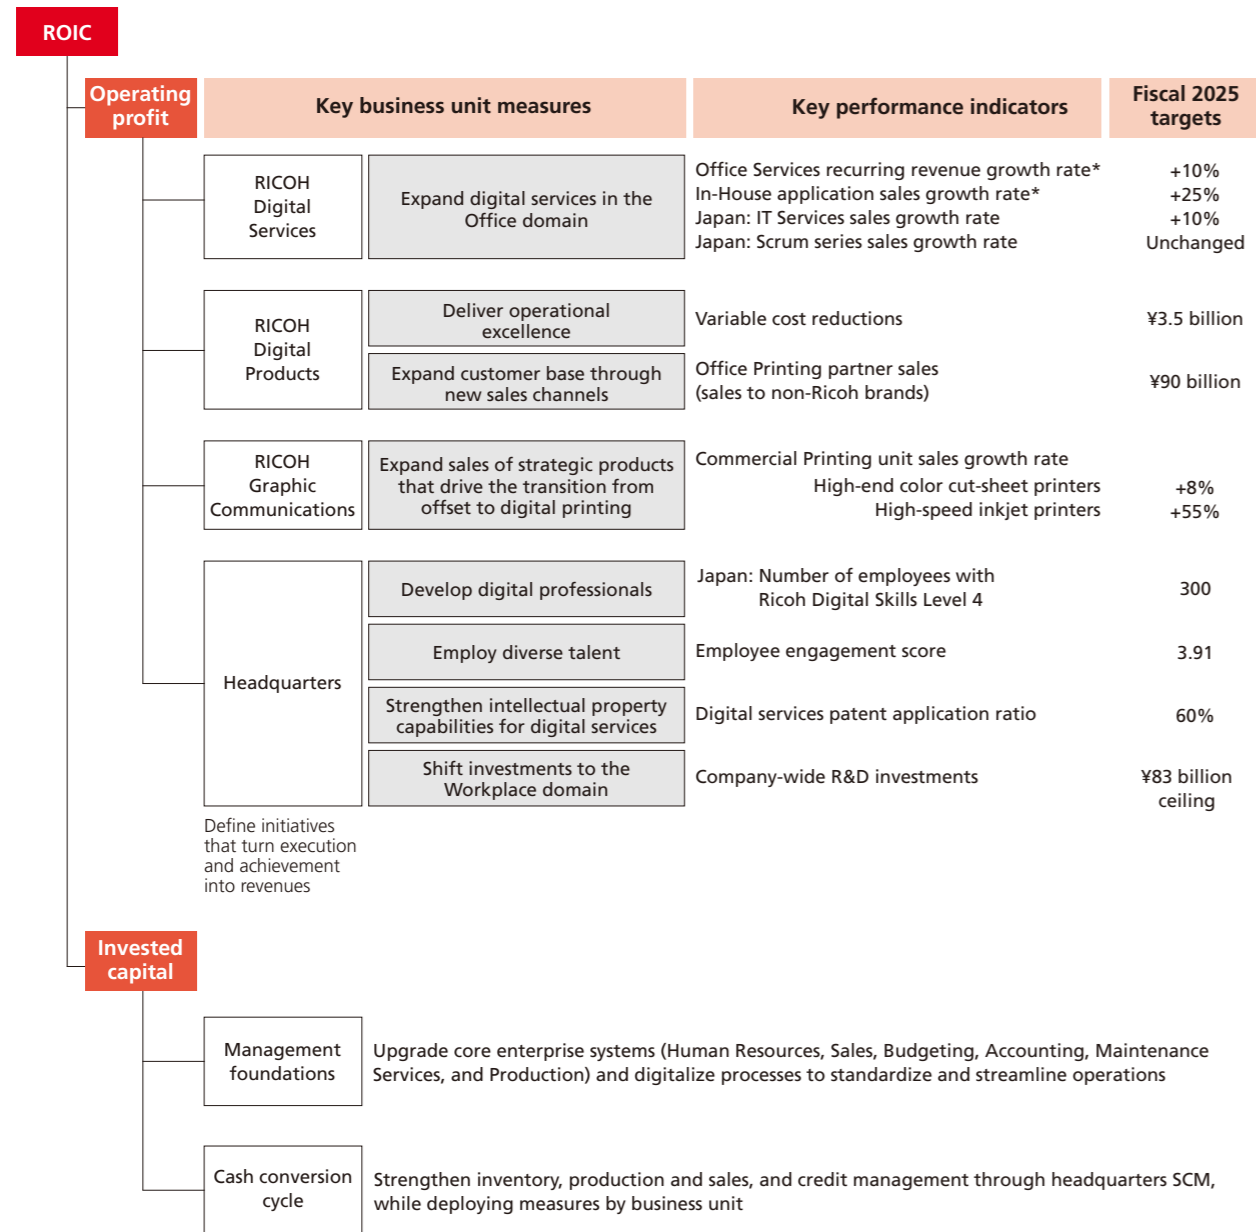 ROIC
Operating
profit
Key business unit measures
Key performance indicators
Fiscal 2025
targets
RICOH
Digital
Services
Expand digital services in the
Office domain
Office Services recurring revenue growth rate*
+10%
In-House application sales growth rate*
+25%
Japan: IT Services sales growth rate
+10%
Japan: Scrum series sales growth rate
Unchanged
RICOH
Digital
Products
Deliver operational
excellence
Variable cost reductions
¥3.5 billion
Expand customer base through
new sales channels
Office Printing partner sales
(sales to non-Ricoh brands)
¥90 billion
RICOH
Graphic
Communications
Expand sales of strategic products
that drive the transition from
offset to digital printing
Commercial Printing unit sales growth rate
High-end color cut-sheet printers
+8%
High-speed inkjet printers
+55%
Headquarters
Develop digital professionals
Japan: Number of employees with
Ricoh Digital Skills Level 4
300
Employ diverse talent
Employee engagement score
3.91
Strengthen intellectual property
capabilities for digital services
Digital services patent application ratio
60%
Shift investments to the
Workplace domain
Company-wide R&D investments
¥83 billion
ceiling
Define initiatives
that turn execution
and achievement
into revenues
Invested
capital
Management
foundations
Upgrade core enterprise systems (Human Resources, Sales, Budgeting, Accounting, Maintenance
Services, and Production) and digitalize processes to standardize and streamline operations
Cash conversion
cycle
Strengthen inventory, production and sales, and credit management through headquarters SCM,
while deploying measures by business unit